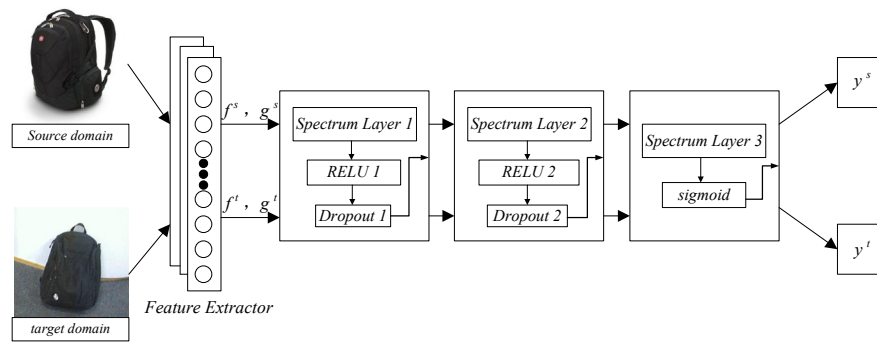 Source domain
target domain
Feature Extractor
f^s, g^s
f^t, g^t
Spectrum Layer 1
RELU 1
Dropout 1
Spectrum Layer 2
RELU 2
Dropout 2
Spectrum Layer 3
sigmoid
y^s
y^t